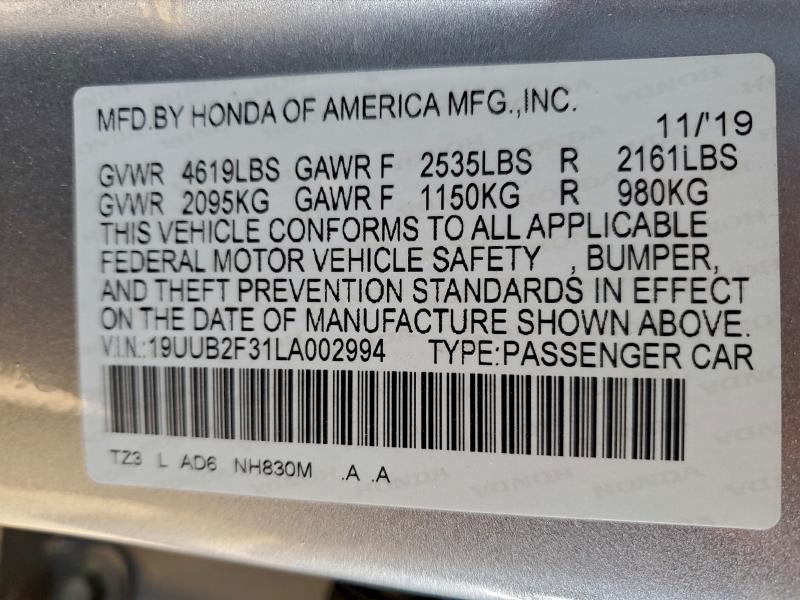 MFD.BY HONDA OF AMERICA MFG.,INC.
11/'19
GVWR 4619LBS GAWR F 2535LBS R 2161LBS
GVWR 2095KG GAWR F 1150KG R 980KG
THIS VEHICLE CONFORMS TO ALL APPLICABLE
FEDERAL MOTOR VEHICLE SAFETY , BUMPER,
AND THEFT PREVENTION STANDARDS IN EFFECT
ON THE DATE OF MANUFACTURE SHOWN ABOVE.
V.I.N.:19UUB2F31LA002994 TYPE:PASSENGER CAR
TZ3 L AD6 NH830M .A .A